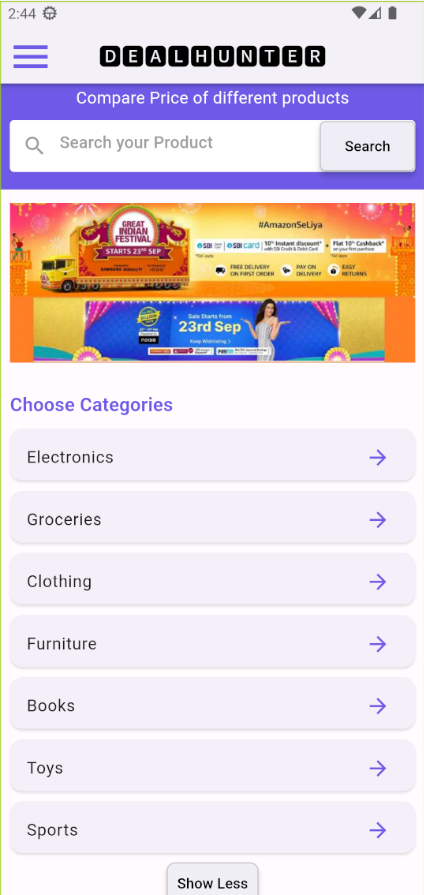 2:44
DEALHUNTER
Compare Price of different products
Search your Product
Search
GREAT
INDIAN
FESTIVAL
STARTS 23RD SEP
#AmazonSeLiya
SBI card
10% Instant discount*
with SBI Credit & Debit Card
Flat 10% Cashback*
on your first purchase
FREE DELIVERY
ON FIRST ORDER
PAY ON
DELIVERY
EASY
RETURNS
Sale Starts from
23rd Sep
noise
Choose Categories
Electronics
Groceries
Clothing
Furniture
Books
Toys
Sports
Show Less